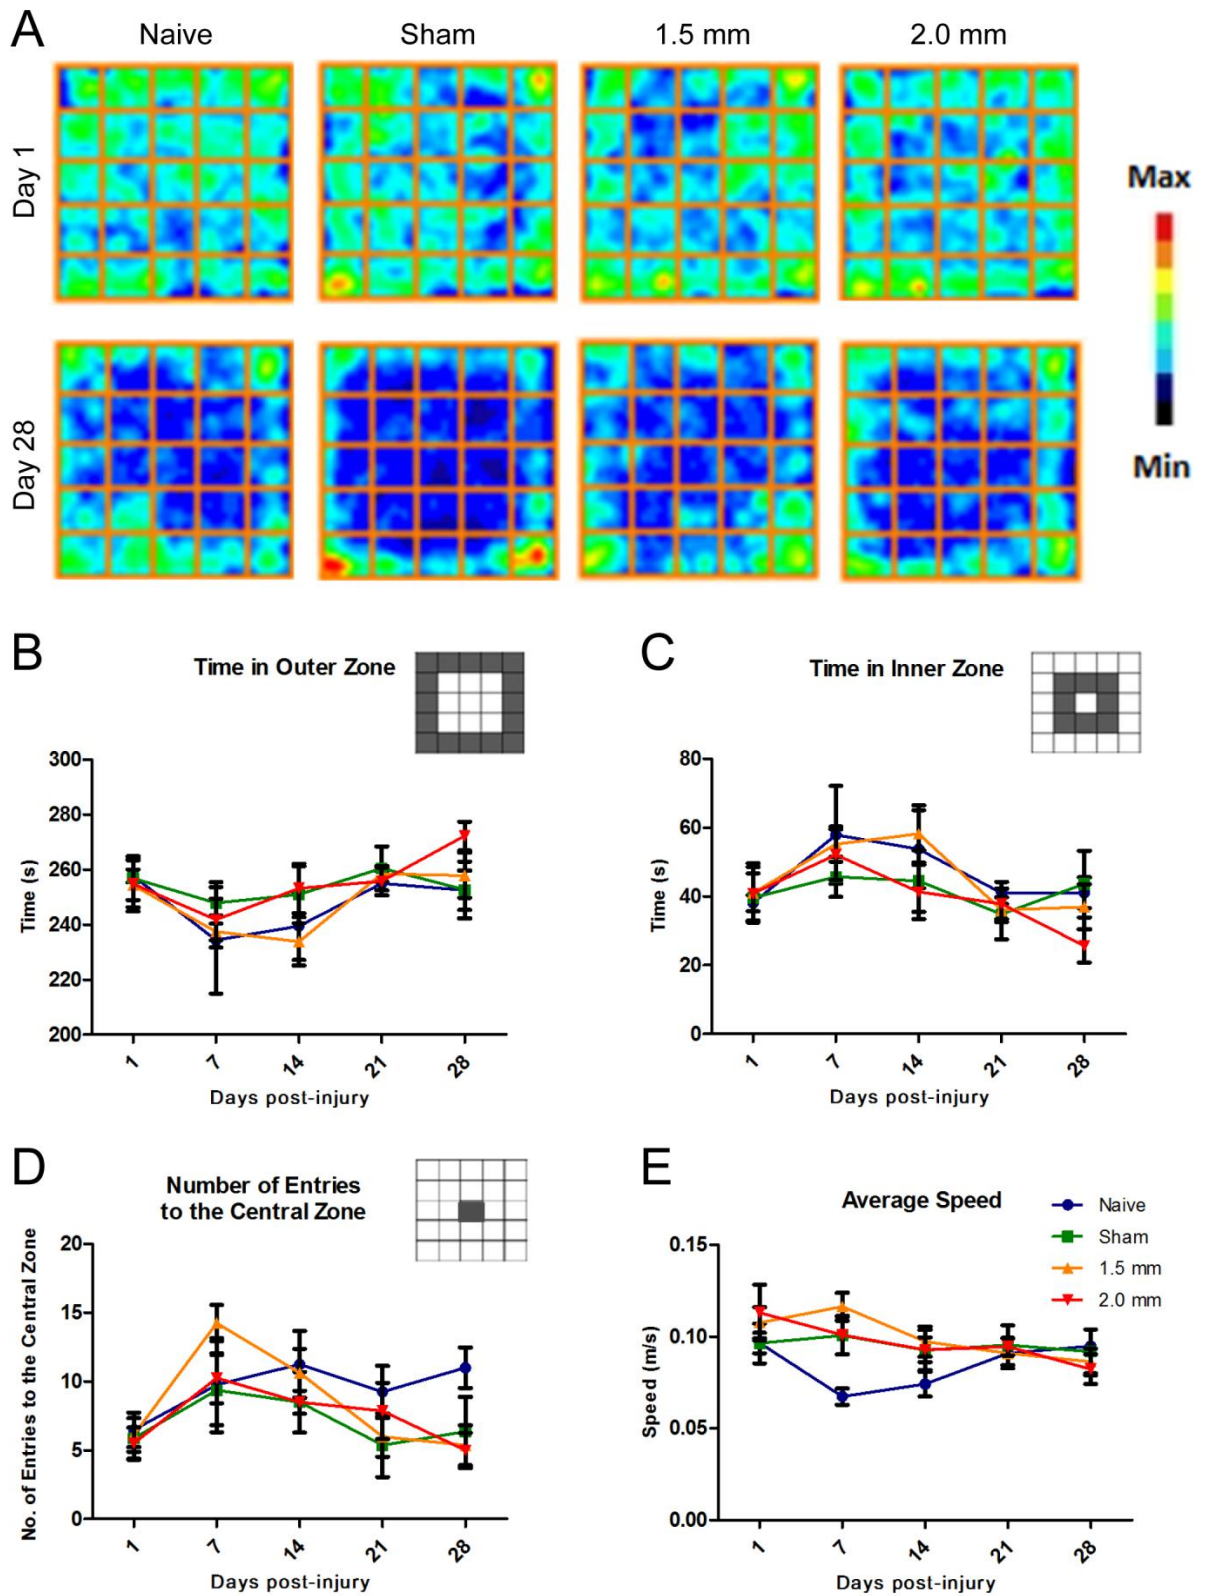 A
Naive Sham 1.5 mm 2.0 mm
Day 1
Day 28
Max
Min
B
Time in Outer Zone
Time (s)
300
280
260
240
220
200
1 7 14 21 28
Days post-injury
C
Time in Inner Zone
Time (s)
80
60
40
20
0
1 7 14 21 28
Days post-injury
D
Number of Entries
to the Central Zone
No. of Entries to the Central Zone
20
15
10
5
0
1 7 14 21 28
Days post-injury
E
Average Speed
Naive
Sham
1.5 mm
2.0 mm
Speed (m/s)
0.15
0.10
0.05
0.00
1 7 14 21 28
Days post-injury